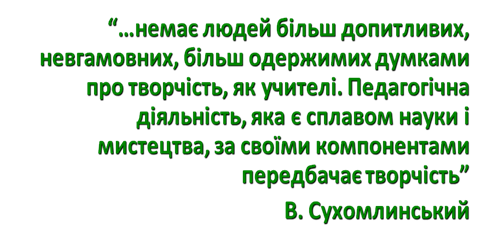 “…немає людей більш допитливих,
невгамовних, більш одержимих думками
про творчість, як учителі. Педагогічна
діяльність, яка є сплавом науки і
мистецтва, за своїми компонентами
передбачає творчість”
В. Сухомлинський